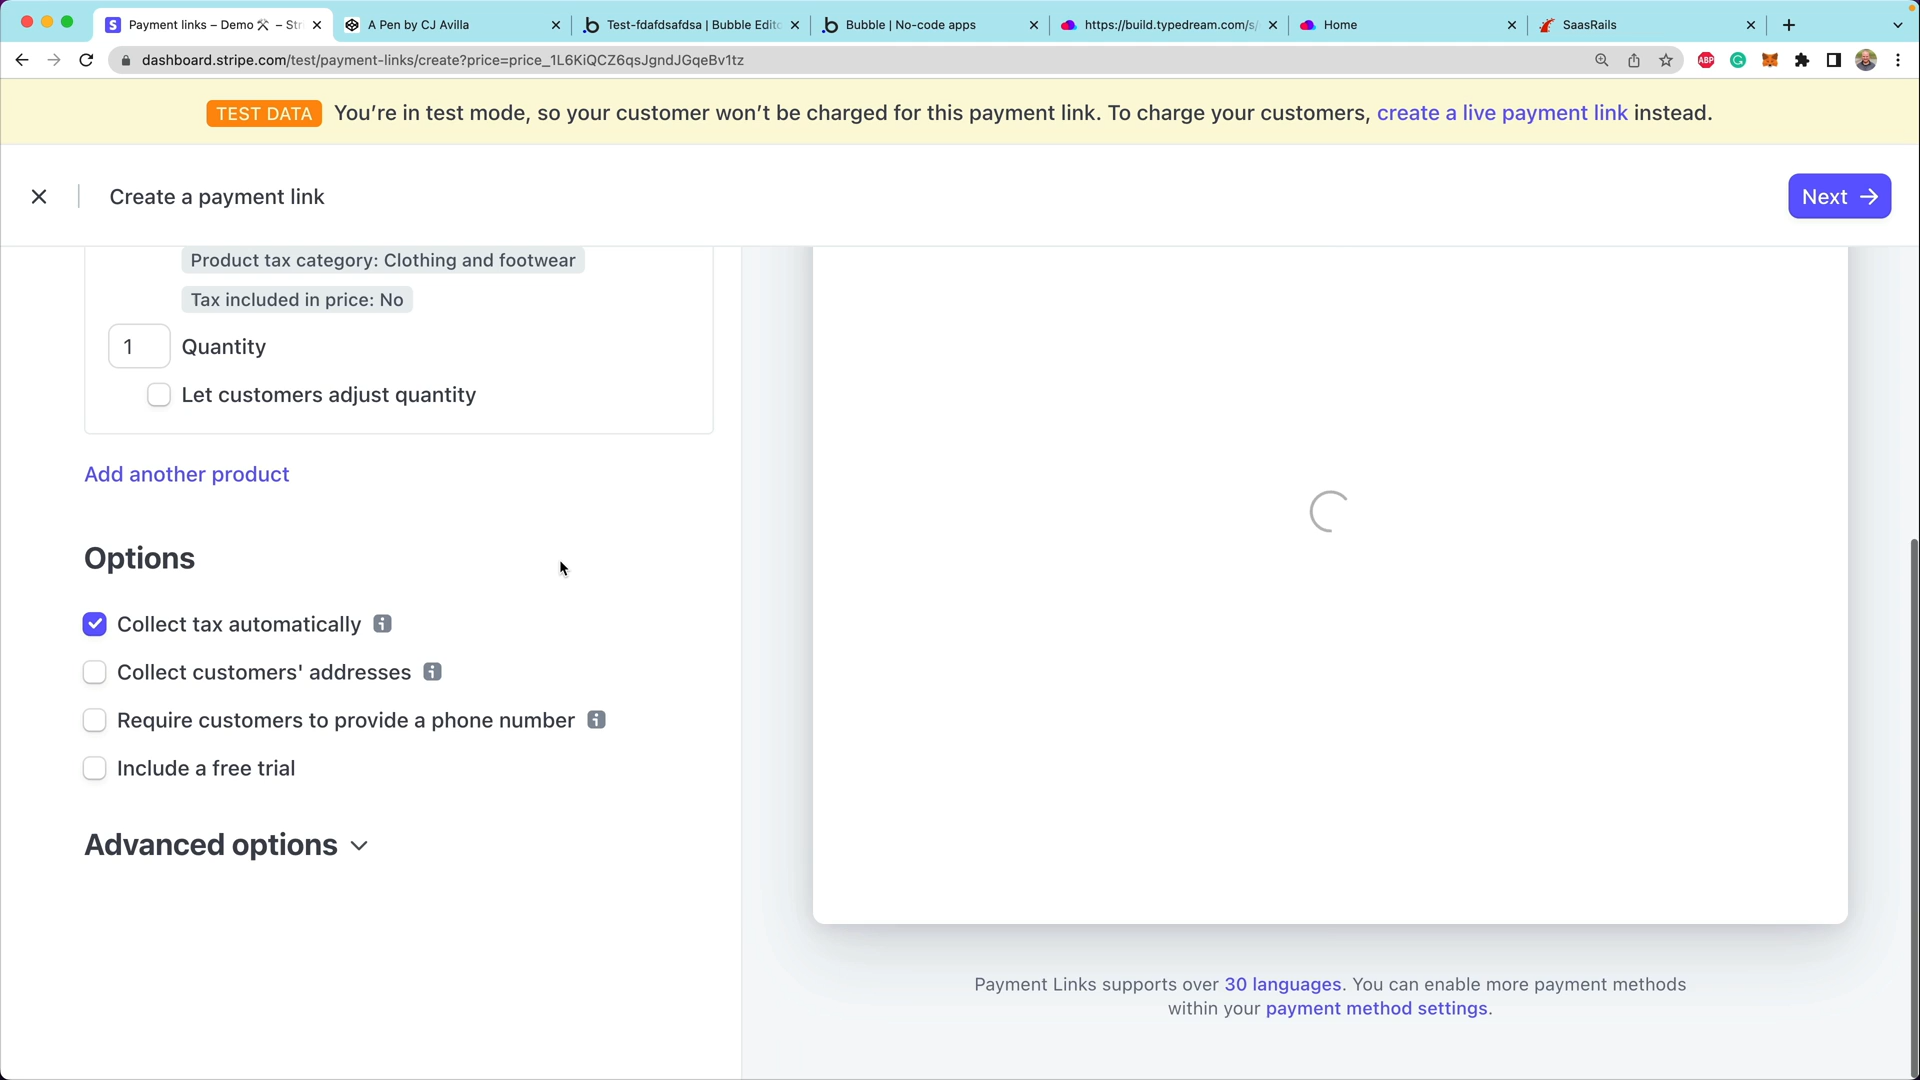 Payment links – Demo ⚒ – St
A Pen by CJ Avilla
Test-fdafdsafdsa | Bubble Edito
Bubble | No-code apps
https://build.typedream.com/s/
Home
SaasRails
dashboard.stripe.com/test/payment-links/create?price=price_1L6KiQCZ6qsJgndJGqeBv1tz
ABP
TEST DATA You're in test mode, so your customer won't be charged for this payment link. To charge your customers, create a live payment link instead.
Create a payment link
Next →
Product tax category: Clothing and footwear
Tax included in price: No
1 Quantity
Let customers adjust quantity
Add another product
Options
Collect tax automatically
Collect customers' addresses
Require customers to provide a phone number
Include a free trial
Advanced options
Payment Links supports over 30 languages. You can enable more payment methods
within your payment method settings.